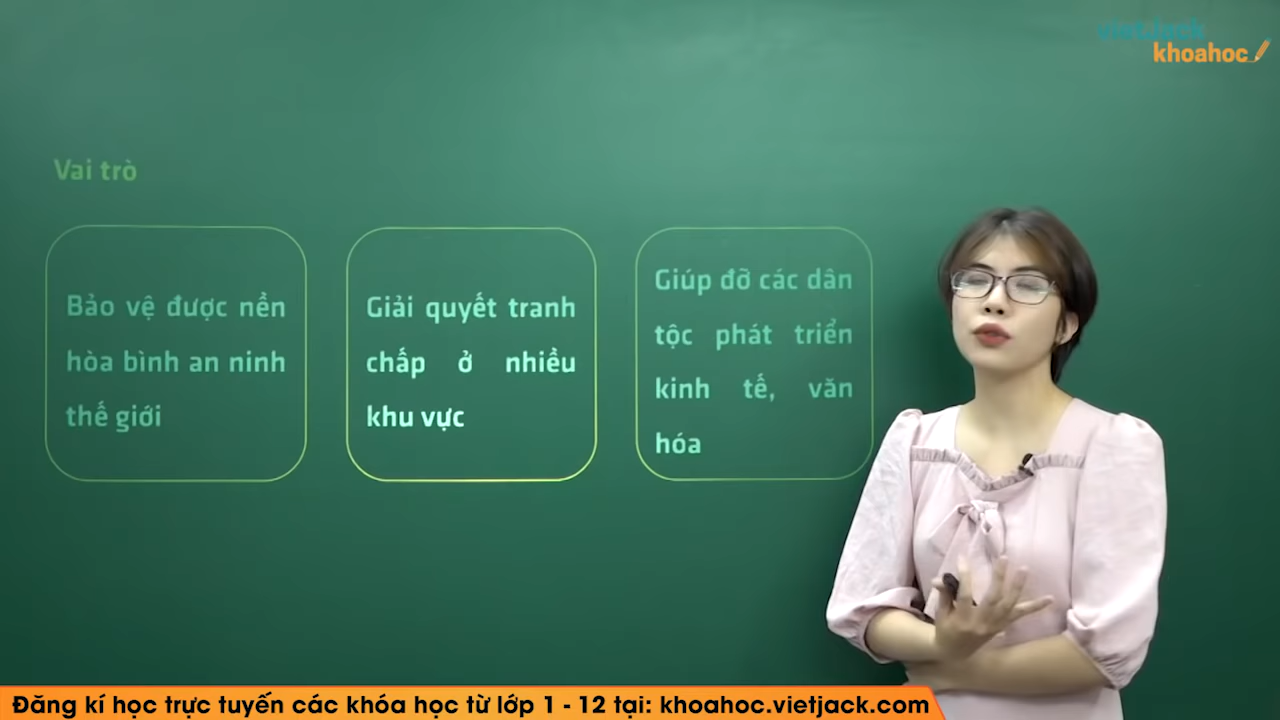 vietjack
khoahoc
Vai trò
Bảo vệ được nền
hòa bình an ninh
thế giới
Giải quyết tranh
chấp ở nhiều
khu vực
Giúp đỡ các dân
tộc phát triển
kinh tế, văn
hóa
Đăng kí học trực tuyến các khóa học từ lớp 1 - 12 tại: khoahoc.vietjack.com